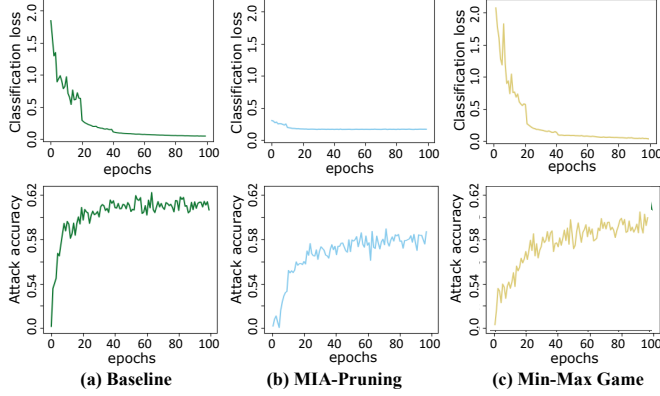 Classification loss
2.0
1.5
1.0
0.5
0.0
0 20 40 60 80 100
epochs
Classification loss
2.0
1.5
1.0
0.5
0.0
0 20 40 60 80 100
epochs
Classification loss
2.0
1.5
1.0
0.5
0.0
0 20 40 60 80 100
epochs
Attack accuracy
0.62
0.58
0.54
0.0
0 20 40 60 80 100
epochs
Attack accuracy
0.62
0.58
0.54
0.0
0 20 40 60 80 100
epochs
Attack accuracy
0.62
0.58
0.54
0.0
0 20 40 60 80 100
epochs
(a) Baseline
(b) MIA-Pruning
(c) Min-Max Game